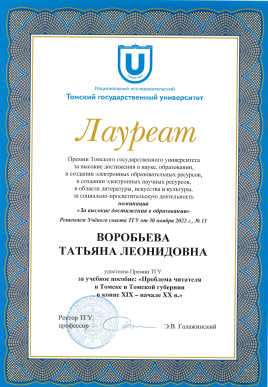 Национальный исследовательский
Томский государственный университет
Лауреат
Премии Томского государственного университета
за высокие достижения в науке, образовании,
в создании электронных образовательных ресурсов,
в создании электронных научных ресурсов,
в области литературы, искусства и культуры,
за социально-просветительскую деятельность
номинация
«За высокие достижения в образовании»
Решением Учёного совета ТГУ от 30 ноября 2022 г., № 11
ВОРОБЬЕВА
ТАТЬЯНА ЛЕОНИДОВНА
удостоена Премии ТГУ
за учебное пособие: «Проблема читателя
в Томске и Томской губернии
в конце XIX – начале XX в.»
Ректор ТГУ,
профессор
Э.В. Галажинский